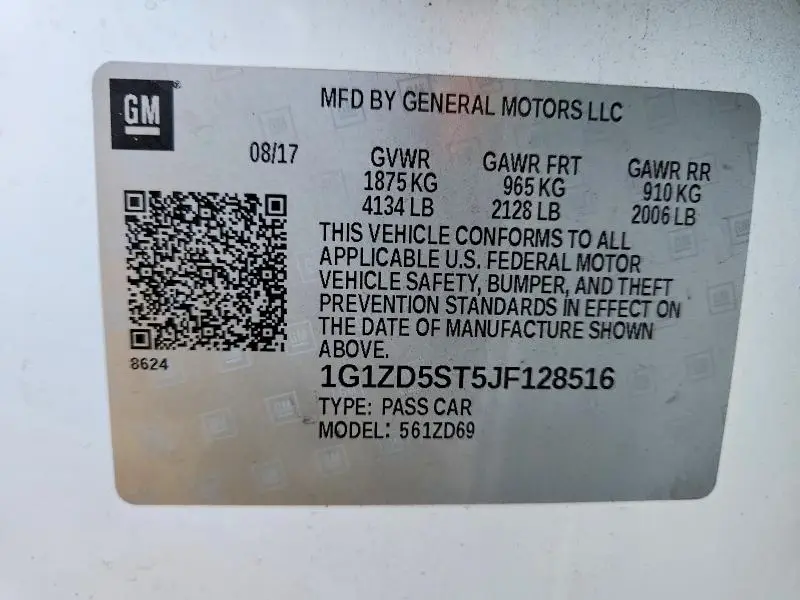 GM
MFD BY GENERAL MOTORS LLC
08/17
GVWR GAWR FRT GAWR RR
1875 KG 965 KG 910 KG
4134 LB 2128 LB 2006 LB
THIS VEHICLE CONFORMS TO ALL
APPLICABLE U.S. FEDERAL MOTOR
VEHICLE SAFETY, BUMPER, AND THEFT
PREVENTION STANDARDS IN EFFECT ON
THE DATE OF MANUFACTURE SHOWN
ABOVE.
8624
1G1ZD5ST5JF128516
TYPE: PASS CAR
MODEL: 561ZD69